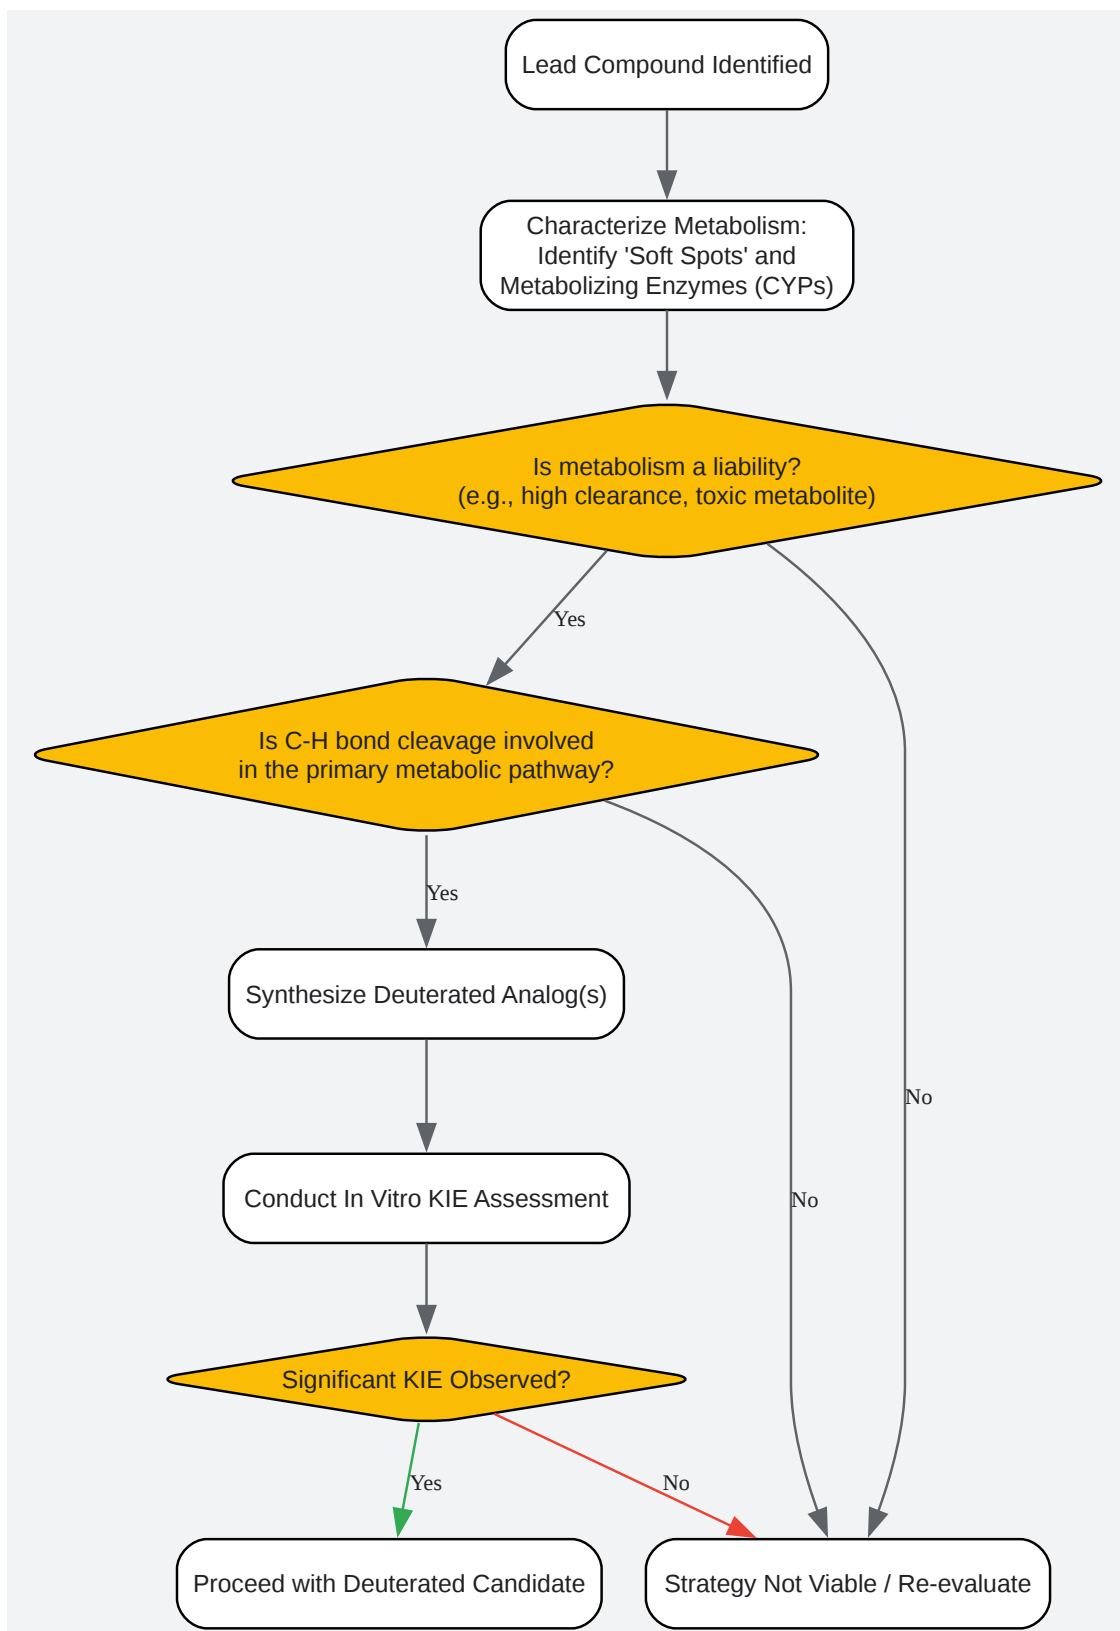 Lead Compound Identified
Characterize Metabolism:
Identify 'Soft Spots' and
Metabolizing Enzymes (CYPs)
Is metabolism a liability?
(e.g., high clearance, toxic metabolite)
Yes
Is C-H bond cleavage involved
in the primary metabolic pathway?
Yes
Synthesize Deuterated Analog(s)
No
Conduct In Vitro KIE Assessment
No
Significant KIE Observed?
Yes
No
Proceed with Deuterated Candidate
Strategy Not Viable / Re-evaluate